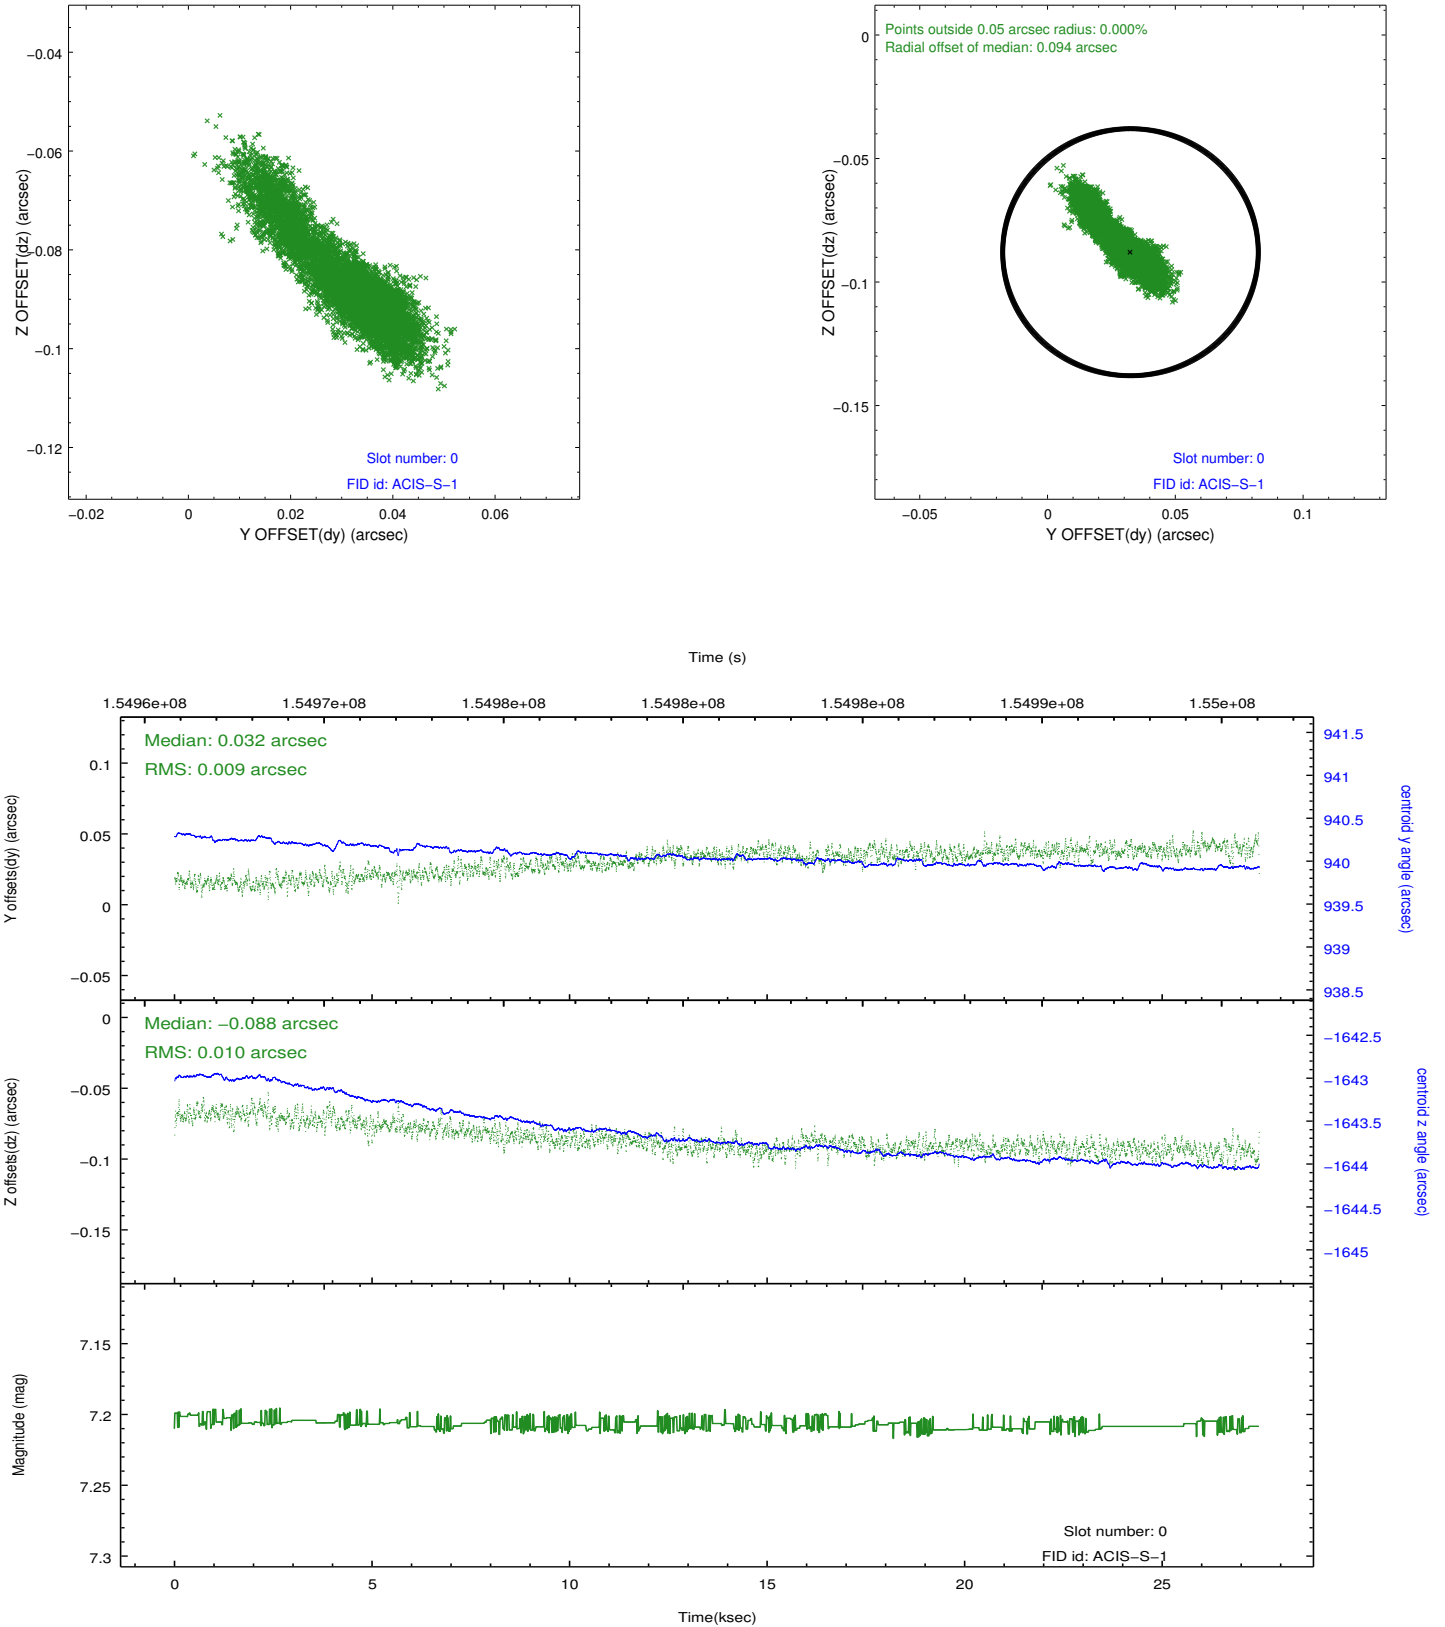 −0.04
−0.06
−0.08
−0.1
−0.12
Z OFFSET(dz) (arcsec)
Slot number: 0
FID id: ACIS−S−1
−0.02
0
0.02
0.04
0.06
Y OFFSET(dy) (arcsec)
Points outside 0.05 arcsec radius: 0.000%
Radial offset of median: 0.094 arcsec
0
−0.05
−0.1
−0.15
Z OFFSET(dz) (arcsec)
Slot number: 0
FID id: ACIS−S−1
−0.05
0
0.05
0.1
Y OFFSET(dy) (arcsec)
Time (s)
1.5496e+08
1.5497e+08
1.5498e+08
1.5498e+08
1.5498e+08
1.5499e+08
1.55e+08
Median: 0.032 arcsec
RMS: 0.009 arcsec
0.1
0.05
0
−0.05
Y offsets(dy) (arcsec)
941.5
941
940.5
940
939.5
939
938.5
centroid y angle (arcsec)
Median: −0.088 arcsec
RMS: 0.010 arcsec
0
−0.05
−0.1
−0.15
Z offsets(dz) (arcsec)
−1642.5
−1643
−1643.5
−1644
−1644.5
−1645
centroid z angle (arcsec)
7.15
7.2
7.25
7.3
Magnitude (mag)
Slot number: 0
FID id: ACIS−S−1
0
5
10
15
20
25
Time(ksec)